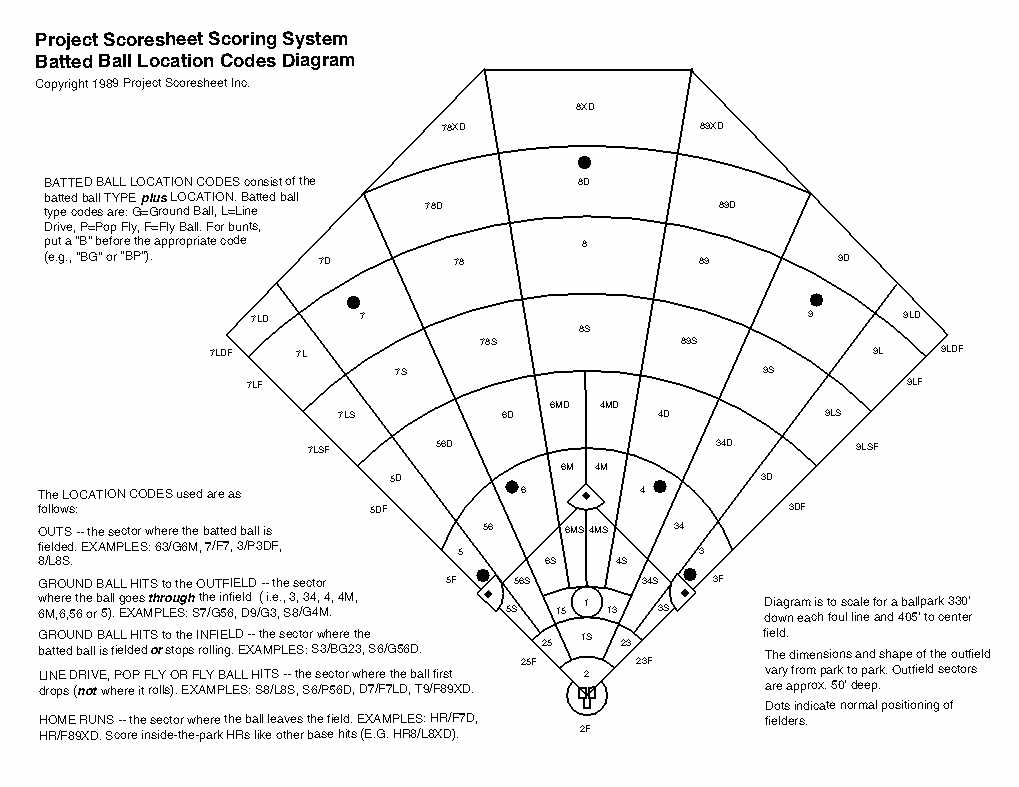 Project Scoresheet Scoring System
Batted Ball Location Codes Diagram
Copyright 1989 Project Scoresheet Inc.
BATTED BALL LOCATION CODES consist of the
batted ball TYPE plus LOCATION. Batted ball
type codes are: G=Ground Ball, L=Line
Drive, P=Pop Fly, F=Fly Ball. For bunts,
put a "B" before the appropriate code
(e.g., "BG" or "BP").
8XD
78XD
89XD
8D
78D
89D
8
7D
78
89
9D
7LD
7
9
9LD
8S
7LDF
7L
78S
89S
9L
9LDF
7LF
7S
9S
9LF
7LS
6D
6MD
4MD
4D
9LS
7LSF
56D
34D
9LSF
5D
6M
4M
3D
5DF
6
4
3DF
56
6MS
4MS
34
5
6S
4S
3
5F
56S
34S
3F
5S
15
1
13
3S
25
1S
23
25F
2
23F
2F
The LOCATION CODES used are as
follows:
OUTS -- the sector where the batted ball is
fielded. EXAMPLES: 63/G6M, 7/F7, 3/P3DF,
8/L8S.
GROUND BALL HITS to the OUTFIELD -- the sector
where the ball goes through the infield ( i.e., 3, 34, 4, 4M,
6M,6,56 or 5). EXAMPLES: S7/G56, D9/G3, S8/G4M.
GROUND BALL HITS to the INFIELD -- the sector where the
batted ball is fielded or stops rolling. EXAMPLES: S3/BG23, S6/G56D.
LINE DRIVE, POP FLY OR FLY BALL HITS -- the sector where the ball first
drops (not where it rolls). EXAMPLES: S8/L8S, S6/P56D, D7/F7LD, T9/F89XD.
HOME RUNS -- the sector where the ball leaves the field. EXAMPLES: HR/F7D,
HR/F89XD. Score inside-the-park HRs like other base hits (E.G. HR8/L8XD).
Diagram is to scale for a ballpark 330'
down each foul line and 405' to center
field.
The dimensions and shape of the outfield
vary from park to park. Outfield sectors
are approx. 50' deep.
Dots indicate normal positioning of
fielders.